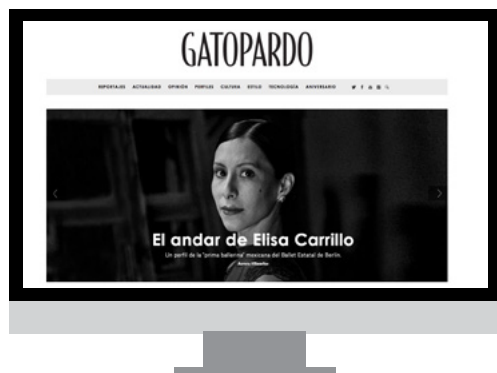 GATOPARDO
REPORTAJES ACTUALIDAD OPINIÓN PERFILES CULTURA ESTILO TECNOLOGÍA ANIVERSARIO
El andar de Elisa Carrillo
Un perfil de la "prima ballerina" mexicana del Ballet Estatal de Berlín.